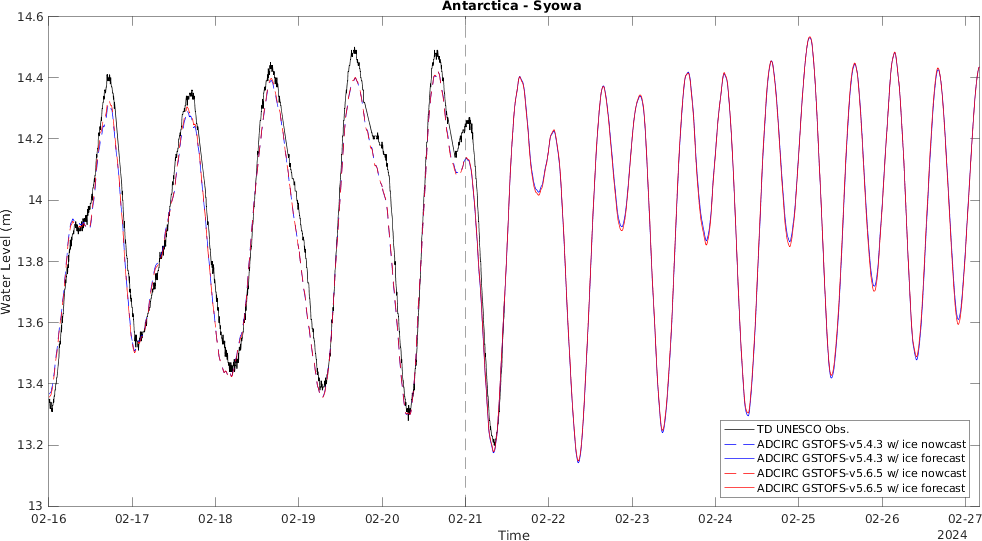 Antarctica - Syowa
14.6
14.4
14.2
14
13.8
13.6
13.4
13.2
13
Water Level (m)
TD UNESCO Obs.
ADCIRC GSTOFS-v5.4.3 w/ ice nowcast
ADCIRC GSTOFS-v5.4.3 w/ ice forecast
ADCIRC GSTOFS-v5.6.5 w/ ice nowcast
ADCIRC GSTOFS-v5.6.5 w/ ice forecast
02-16 02-17 02-18 02-19 02-20 02-21 02-22 02-23 02-24 02-25 02-26 02-27
Time
2024